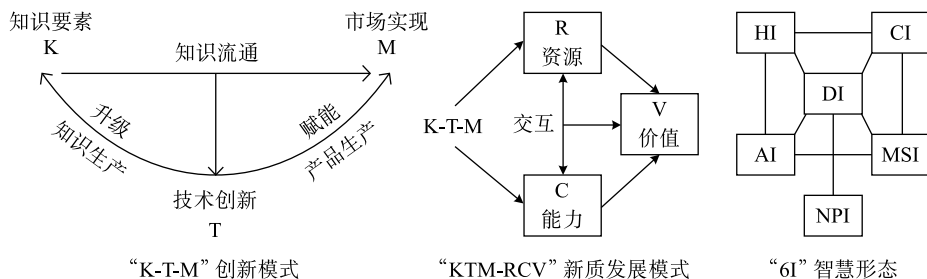 知识要素
K
市场实现
M
知识流通
升级
知识生产
赋能
产品生产
技术创新
T
“K-T-M”创新模式
K-T-M
R
资源
交互
V
价值
C
能力
“KTM-RCV”新质发展模式
HI
CI
DI
AI
MSI
NPI
“6I”智慧形态